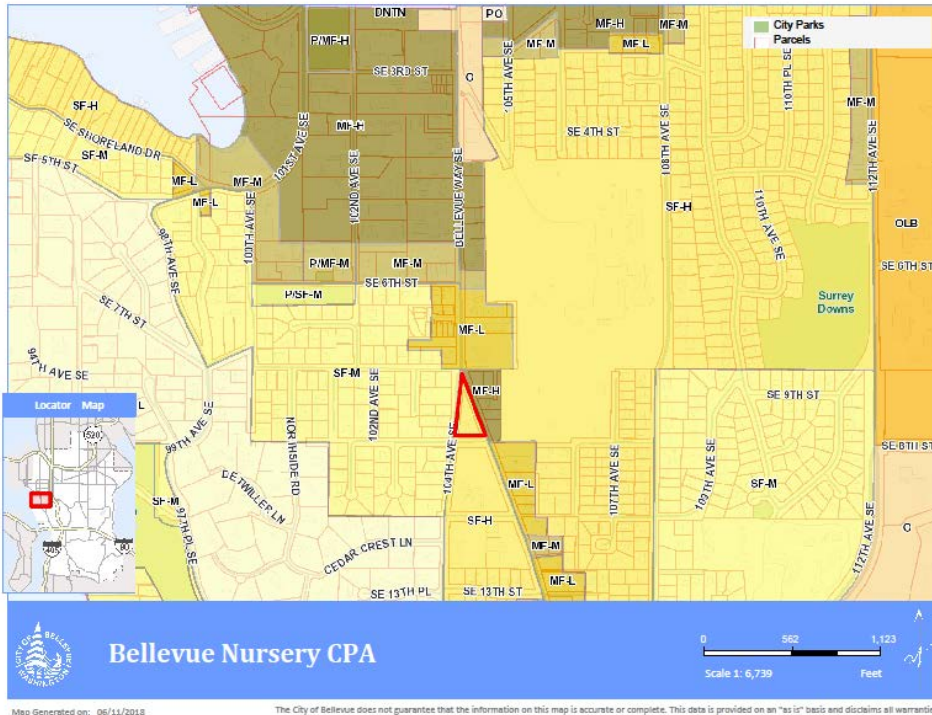 DNTN
PO
City Parks
Parcels
P/MF-H
MF-H
MF-M
MF-L
105TH AVE SE
110TH PL SE
SE 3RD ST
C
MF-M
SF-H
SE SHORELAND DR
MF-H
SE 4TH ST
SE 5TH ST
SF-M
101ST AVE SE
102ND AVE SE
BELLEVUE WAY SE
108TH AVE SE
112TH AVE SE
MF-L
MF-M
MF-L
100TH AVE SE
98TH AVE SE
SF-H
110TH AVE SE
OLB
P/MF-M
MF-M
SE 6TH ST
SE 6TH ST
P/SF-M
SE 7TH ST
MF-L
Surrey
Downs
94TH AVE SE
SF-M
102ND AVE SE
MF-H
SE 9TH ST
Locator Map
L
99TH AVE SE
NORTHSIDE RD
104TH AVE SE
SE 8TH ST
520
DETWILLER LN
MF-L
107TH AVE SE
109TH AVE SE
SF-M
SF-M
97TH PL SE
SF-H
C
405
90
CEDAR CREST LN
MF-M
112TH AVE SE
SE 13TH PL
SE 13TH ST
MF-L
CITY OF BELLEVUE
WASHINGTON
Bellevue Nursery CPA
0 562 1,123
Scale 1: 6,739 Feet
Map Generated on: 06/11/2018
The City of Bellevue does not guarantee that the information on this map is accurate or complete. This data is provided on an "as is" basis and disclaims all warrantie